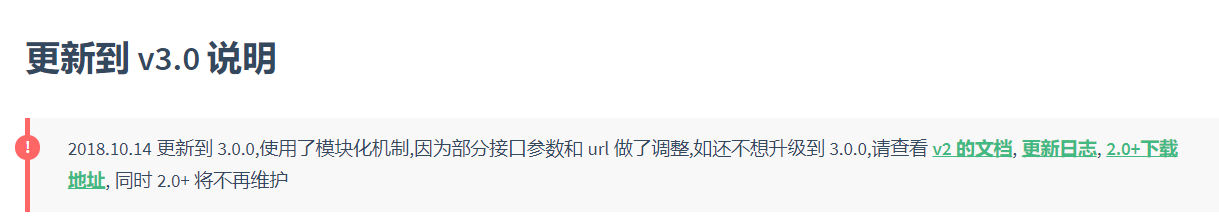 更新到 v3.0 说明
!
2018.10.14 更新到 3.0.0,使用了模块化机制,因为部分接口参数和 url 做了调整,如还不想升级到 3.0.0,请查看 v2 的文档, 更新日志, 2.0+下载
地址, 同时 2.0+ 将不再维护